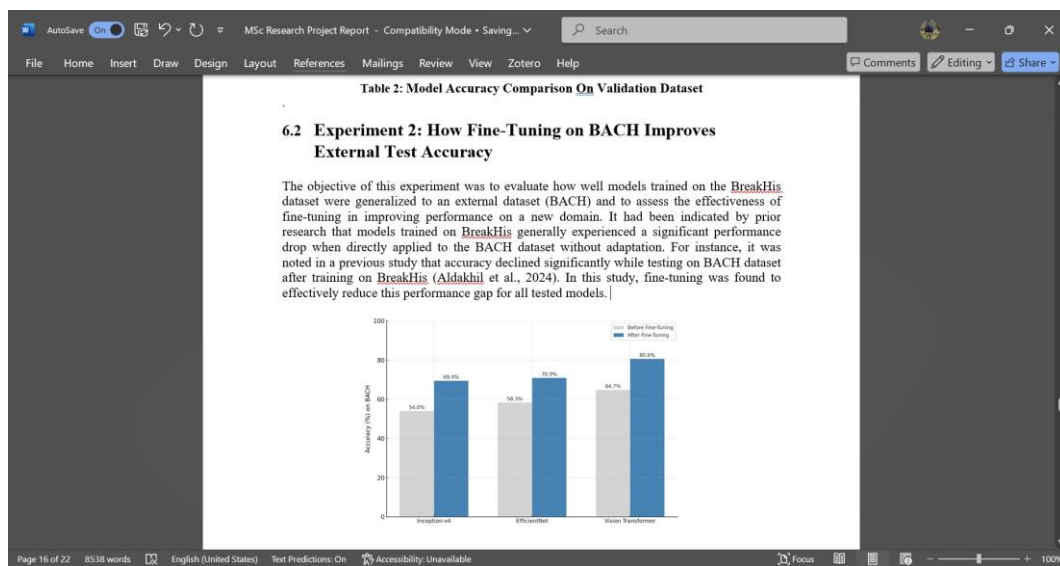 AutoSave On MSc Research Project Report - Compatibility Mode • Saving... Search
File Home Insert Draw Design Layout References Mailings Review View Zotero Help Comments Editing Share
Table 2: Model Accuracy Comparison On Validation Dataset
6.2 Experiment 2: How Fine-Tuning on BACH Improves
External Test Accuracy
The objective of this experiment was to evaluate how well models trained on the BreakHis
dataset were generalized to an external dataset (BACH) and to assess the effectiveness of
fine-tuning in improving performance on a new domain. It had been indicated by prior
research that models trained on BreakHis generally experienced a significant performance
drop when directly applied to the BACH dataset without adaptation. For instance, it was
noted in a previous study that accuracy declined significantly while testing on BACH dataset
after training on BreakHis (Aldakhil et al., 2024). In this study, fine-tuning was found to
effectively reduce this performance gap for all tested models.
100
Before Fine-Tuning
After Fine-Tuning
80.6%
80
69.4%
70.9%
64.7%
60
58.3%
54.0%
Accuracy (%) on BACH
40
20
0
Inception-v4 EfficientNet Vision Transformer
Page 16 of 22 8538 words English (United States) Text Predictions: On Accessibility: Unavailable Focus 100%